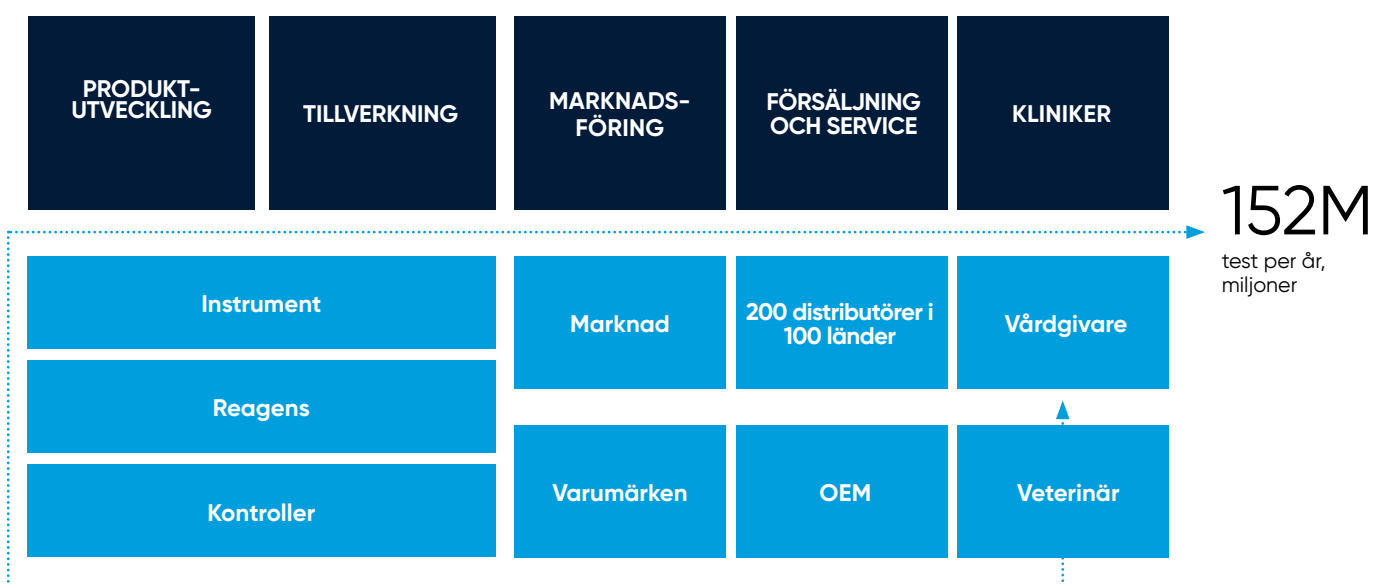 PRODUKT-
UTVECKLING
TILLVERKNING
MARKNADS-
FÖRING
FÖRSÄLJNING
OCH SERVICE
KLINIKER
152M
test per år,
miljoner
Instrument
Reagens
Kontroller
Marknad
200 distributörer i
100 länder
Vårdgivare
Varumärken
OEM
Veterinär